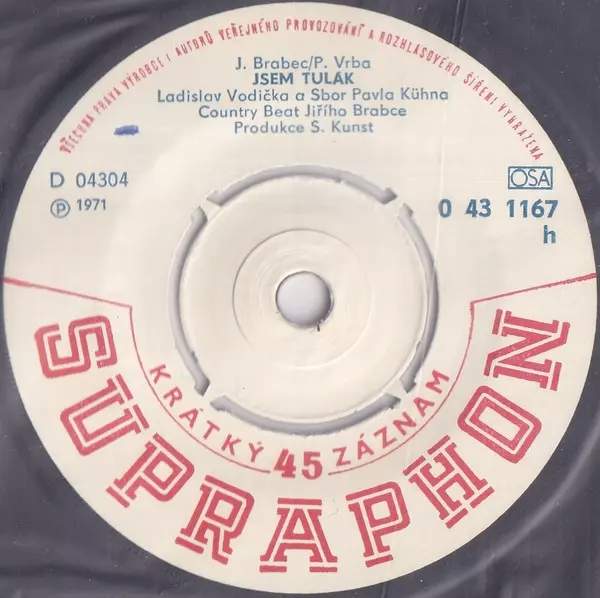 VŠECHNA PRÁVA VÝROBCE I AUTORŮ VEŘEJNÉHO PROVOZOVÁNÍ A ROZHLASOVÉHO ŠÍŘENÍ VYHRAŽENA
J. Brabec/P. Vrba
JSEM TULÁK
Ladislav Vodička a Sbor Pavla Kühna
Country Beat Jiřího Brabce
Produkce S. Kunst
D 04304
OSA
Ⓟ 1971
0 43 1167
h
KRÁTKÝ 45 ZÁZNAM
SUPRAPHON